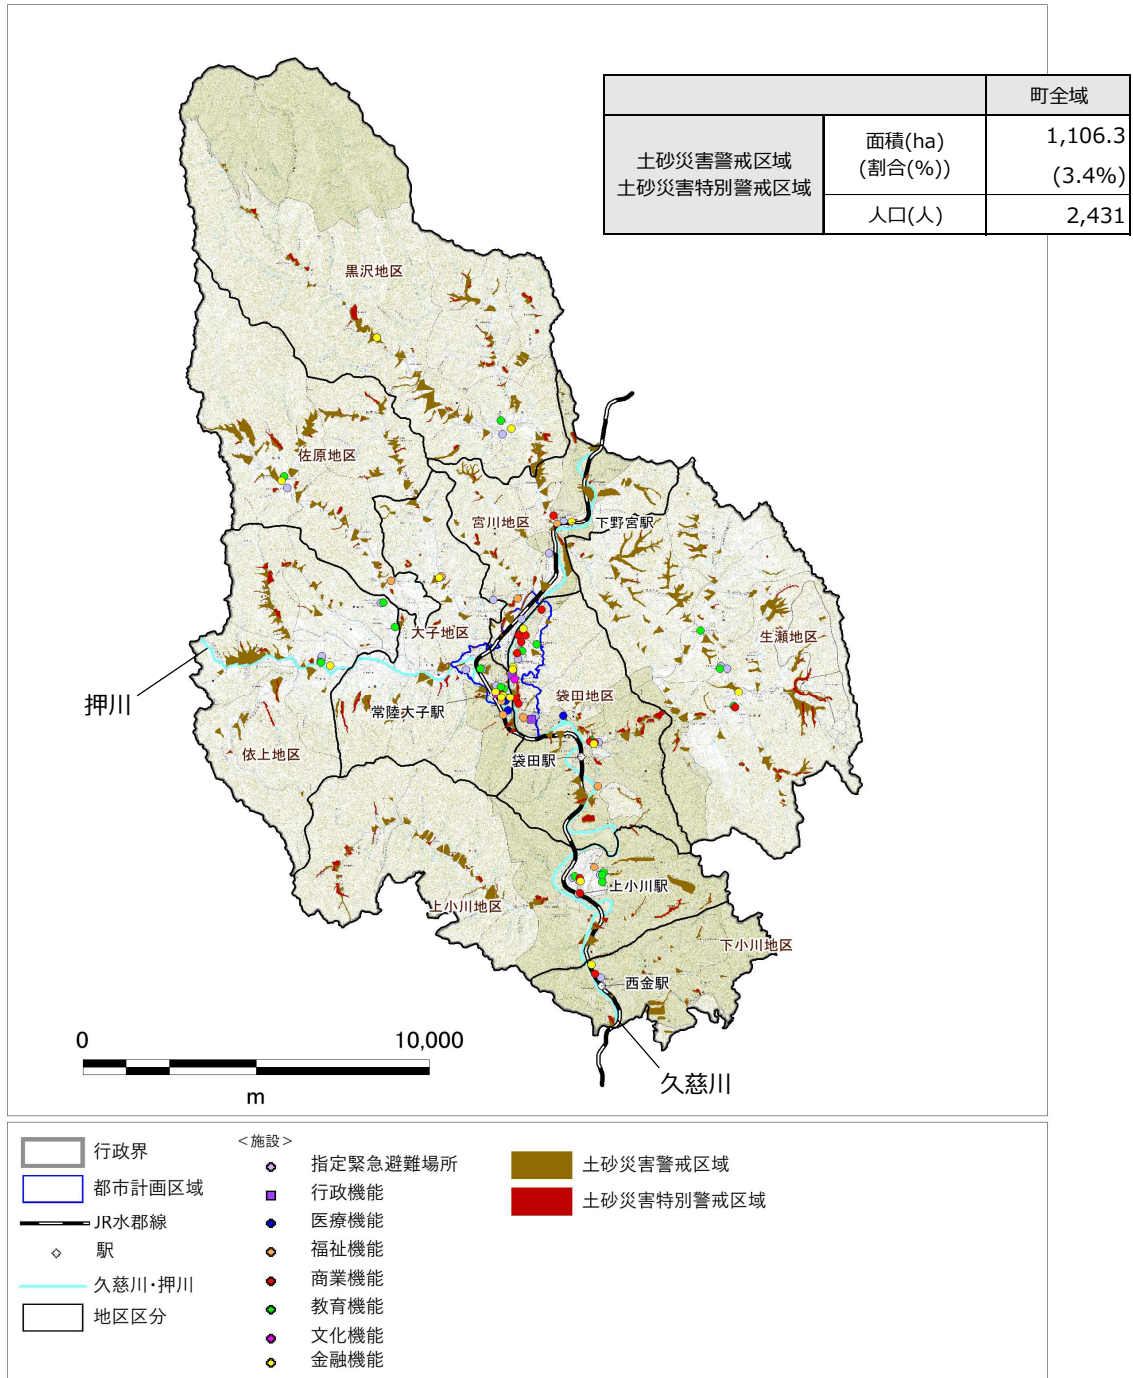 町全域
土砂災害警戒区域
土砂災害特別警戒区域
面積(ha)
(割合(%))
1,106.3
(3.4%)
人口(人)
2,431
黒沢地区
佐原地区
宮川地区
下野宮駅
大子地区
生瀬地区
押川
袋田地区
常陸大子駅
依上地区
袋田駅
上小川駅
上小川地区
下小川地区
西金駅
0
10,000
m
久慈川
行政界
都市計画区域
JR水郡線
駅
久慈川・押川
地区区分
<施設>
指定緊急避難場所
行政機能
医療機能
福祉機能
商業機能
教育機能
文化機能
金融機能
土砂災害警戒区域
土砂災害特別警戒区域